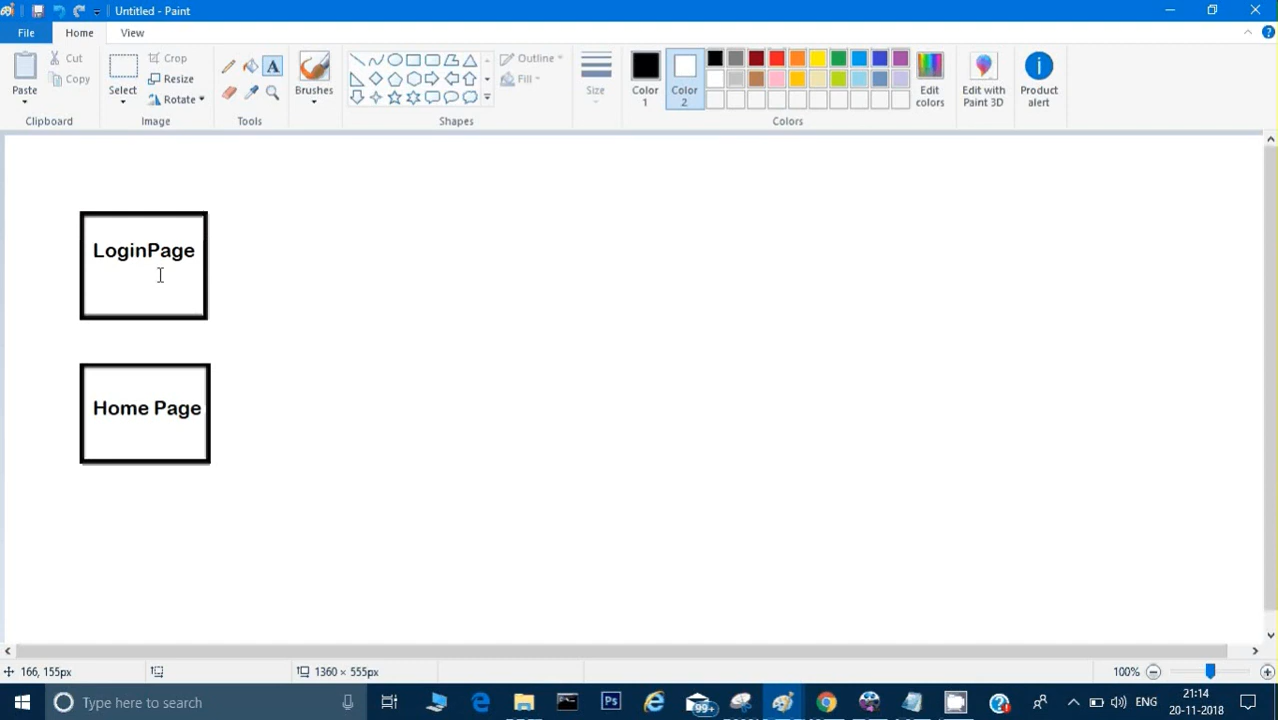 Untitled - Paint
File
Home
View
Paste
Cut
Copy
Clipboard
Select
Crop
Resize
Rotate
Image
A
Tools
Brushes
Outline
Fill
Shapes
Size
Color 1
Color 2
Edit colors
Colors
Edit with Paint 3D
Product alert
LoginPage
Home Page
166, 155px
1360 × 555px
100%
Type here to search
Ps
99+
ENG
21:14
20-11-2018